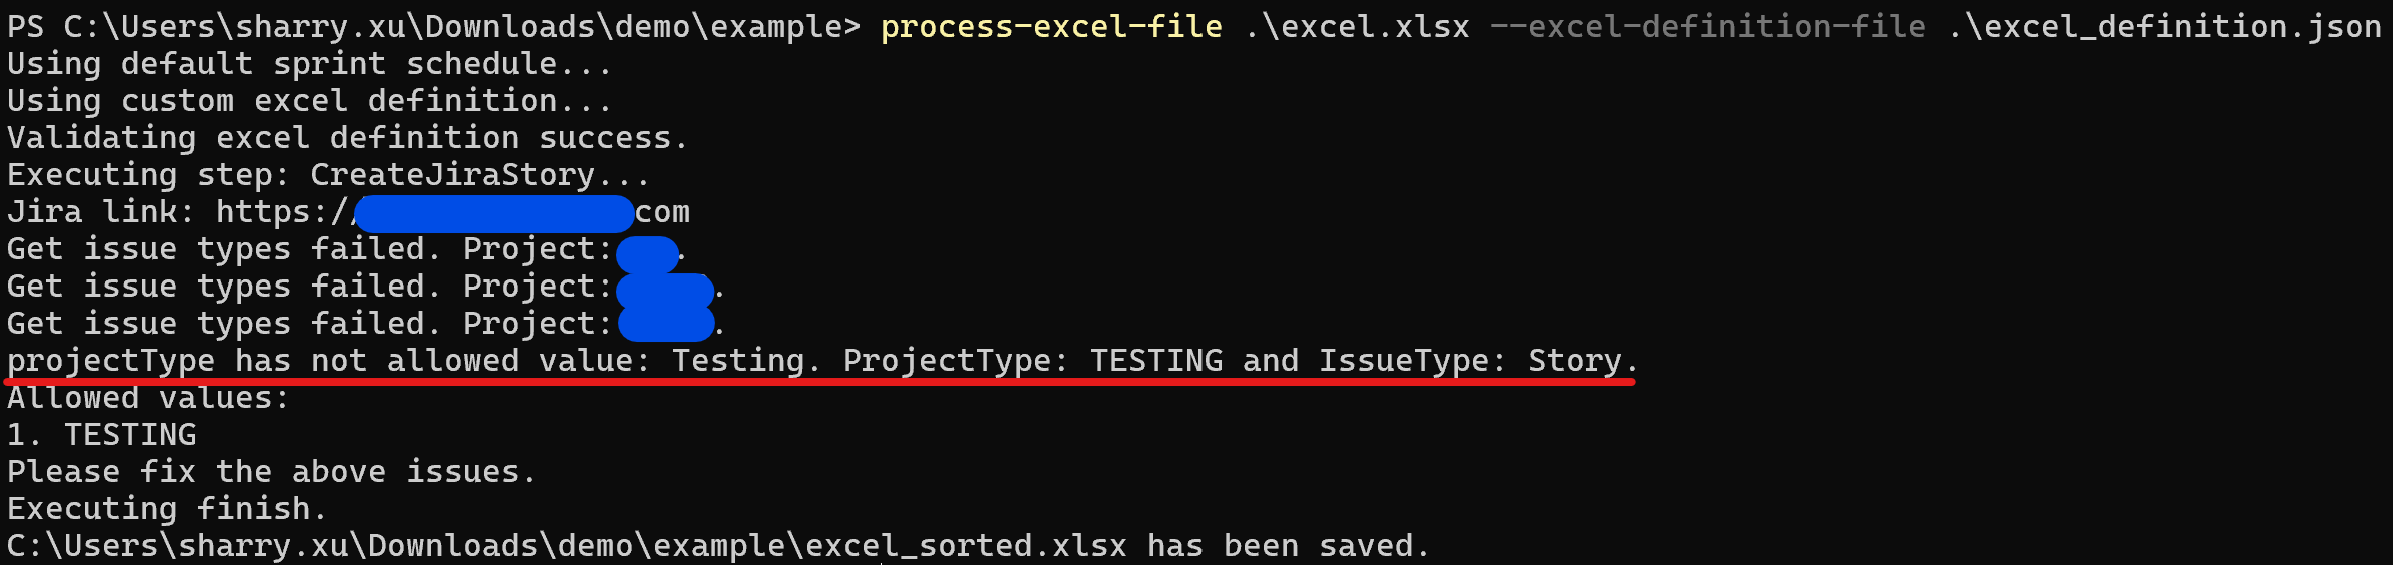 PS C:\Users\sharry.xu\Downloads\demo\example> process-excel-file .\excel.xlsx --excel-definition-file .\excel_definition.json
Using default sprint schedule...
Using custom excel definition...
Validating excel definition success.
Executing step: CreateJiraStory...
Jira link: https://com
Get issue types failed. Project: .
Get issue types failed. Project: .
Get issue types failed. Project: .
projectType has not allowed value: Testing. ProjectType: TESTING and IssueType: Story.
Allowed values:
1. TESTING
Please fix the above issues.
Executing finish.
C:\Users\sharry.xu\Downloads\demo\example\excel_sorted.xlsx has been saved.